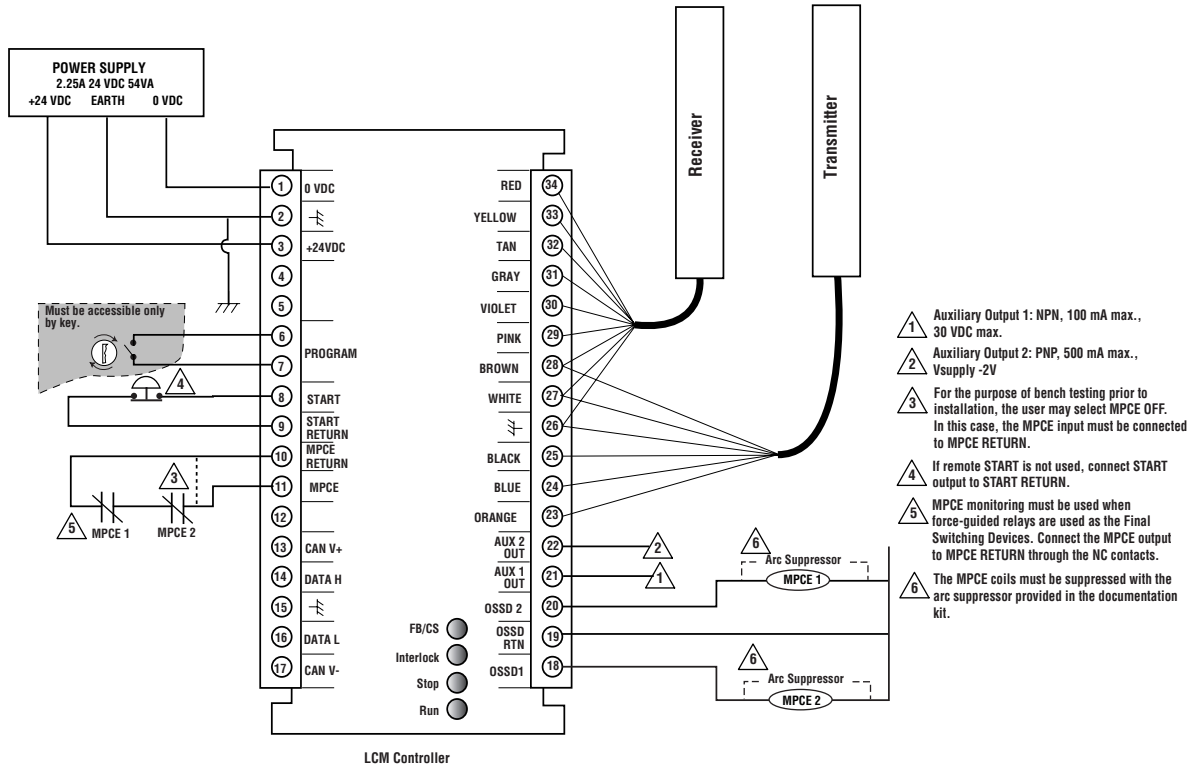 POWER SUPPLY
2.25A 24 VDC 54VA
+24 VDC EARTH 0 VDC
Receiver
Transmitter
1 0 VDC
2
3 +24VDC
4
5
Must be accessible only
by key.
6
7
PROGRAM
4
8 START
9 START
RETURN
10 MPCE
RETURN
11 MPCE
3
5 MPCE 1 MPCE 2
12
13 CAN V+
14 DATA H
15
16 DATA L
17 CAN V-
RED 34
YELLOW 33
TAN 32
GRAY 31
VIOLET 30
PINK 29
BROWN 28
WHITE 27
26
BLACK 25
BLUE 24
ORANGE 23
AUX 2
OUT 22
2
AUX 1
OUT 21
1
OSSD 2 20
OSSD
RTN 19
OSSD1 18
6
Arc Suppressor
MPCE 1
6
Arc Suppressor
MPCE 2
FB/CS
Interlock
Stop
Run
LCM Controller
1 Auxiliary Output 1: NPN, 100 mA max.,
30 VDC max.
2 Auxiliary Output 2: PNP, 500 mA max.,
Vsupply -2V
3 For the purpose of bench testing prior to
installation, the user may select MPCE OFF.
In this case, the MPCE input must be connected
to MPCE RETURN.
4 If remote START is not used, connect START
output to START RETURN.
5 MPCE monitoring must be used when
force-guided relays are used as the Final
Switching Devices. Connect the MPCE output
to MPCE RETURN through the NC contacts.
6 The MPCE coils must be suppressed with the
arc suppressor provided in the documentation
kit.